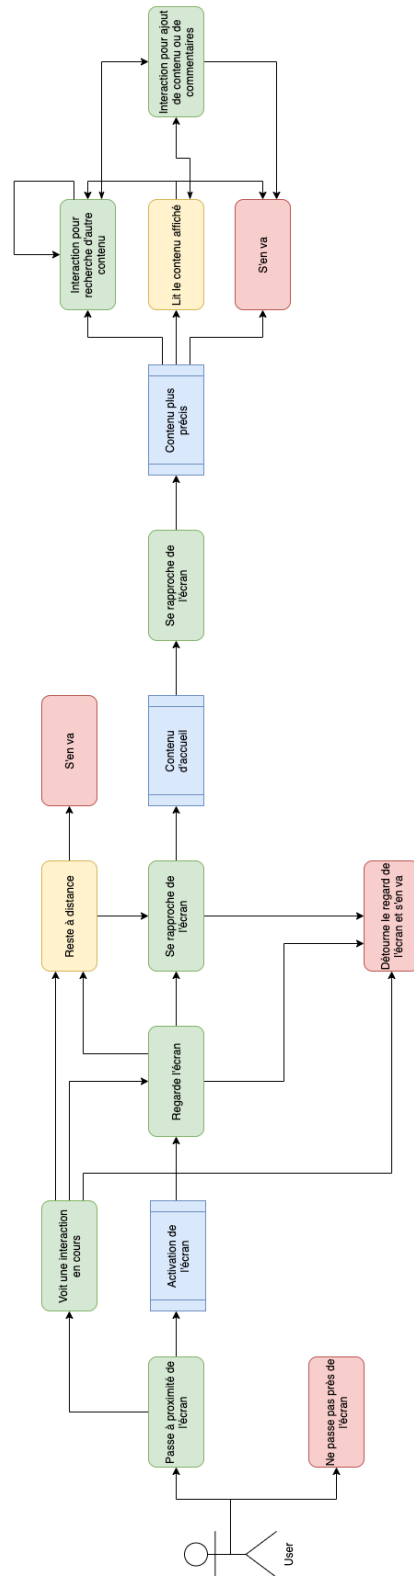 User
Passe à proximité de
l'écran
Ne passe pas près de
l'écran
Voit une interaction
en cours
Activation de
l'écran
Regarde l'écran
Reste à distance
Se rapproche de
l'écran
Détourne le regard de
l'écran et s'en va
S'en va
Contenu
d'accueil
Se rapproche de
l'écran
Contenu plus
précis
Interaction pour
recherche d'autre
contenu
Lit le contenu affiché
S'en va
Interaction pour ajout
de contenu ou de
commentaires